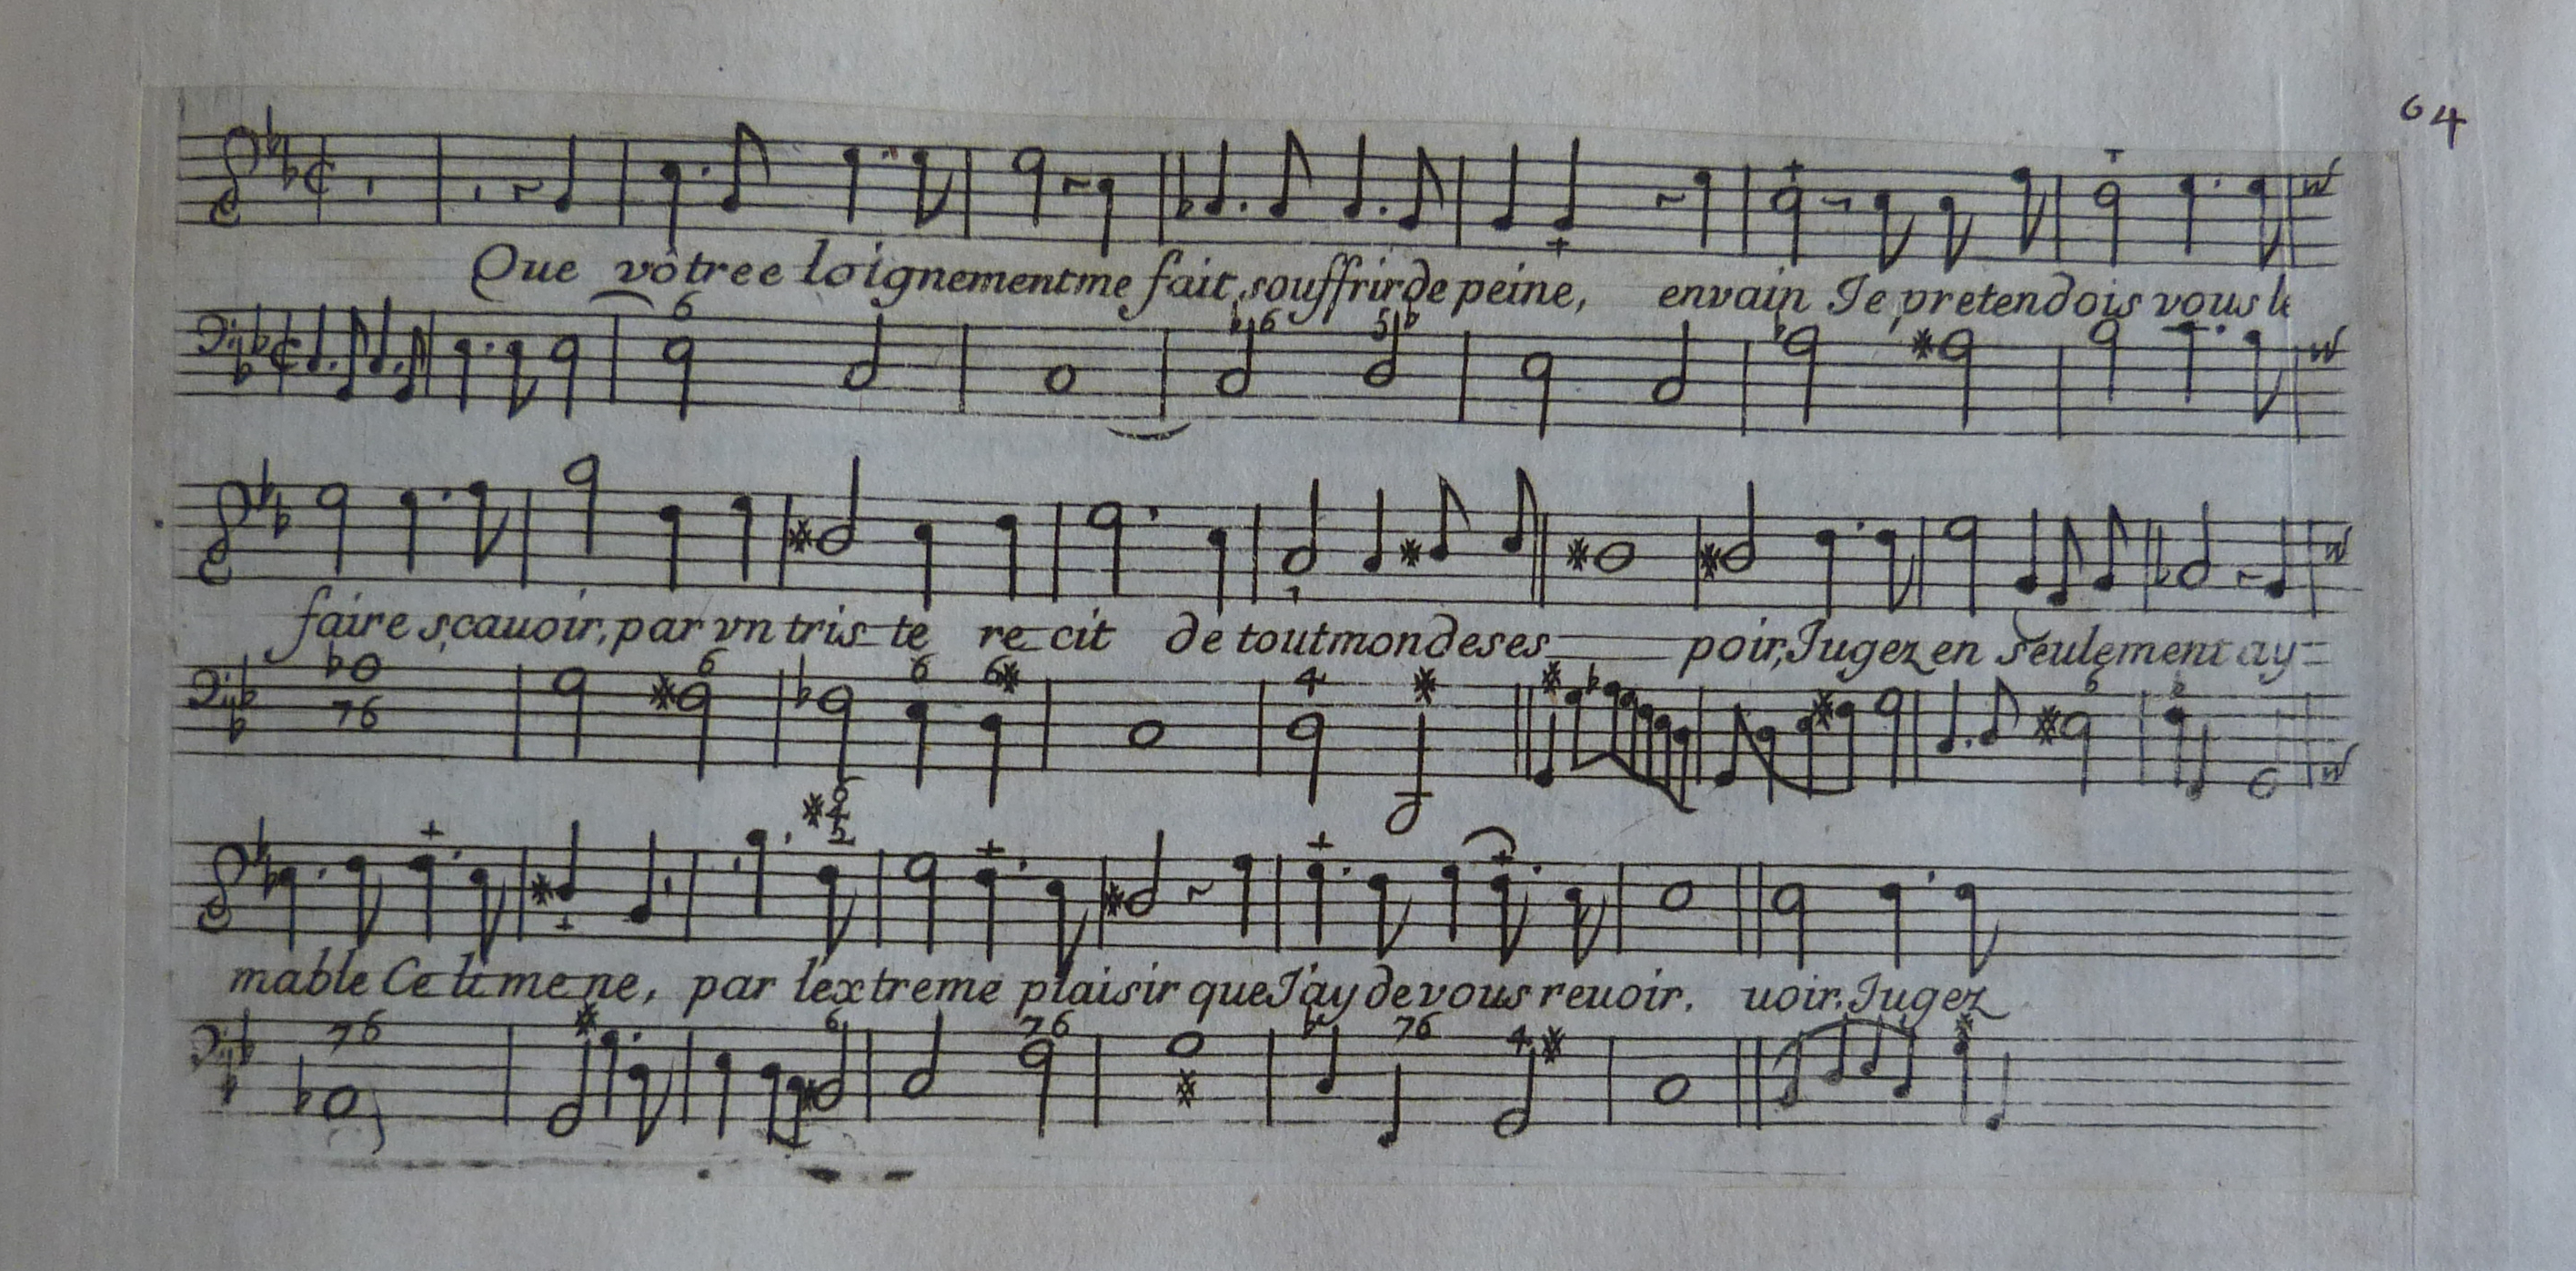 64
Que vôtre e loignement me fait, souffrir de peine, envain Je pretendois vous le
faire sçauoir, par vn tris te re cit de tout mon deses poir, Jugez en seulement ay=
mable Ce li me ne, par lextreme plaisir que J'ay de vous reuoir. uoir. Jugez